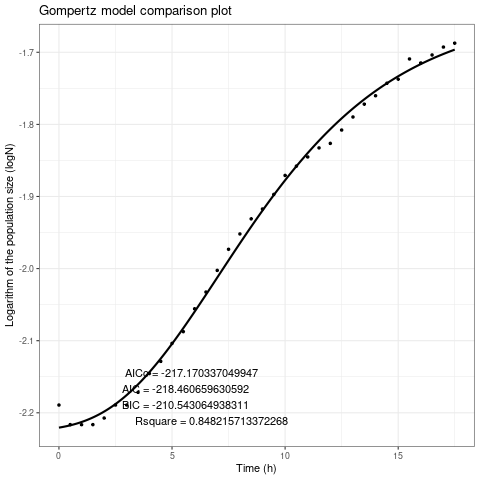 Gompertz model comparison plot
Logarithm of the population size (logN)
-1.7
-1.8
-1.9
-2.0
-2.1
-2.2
AICc = -217.170337049947
AIC = -218.460659630592
BIC = -210.543064938311
Rsquare = 0.848215713372268
0 5 10 15
Time (h)